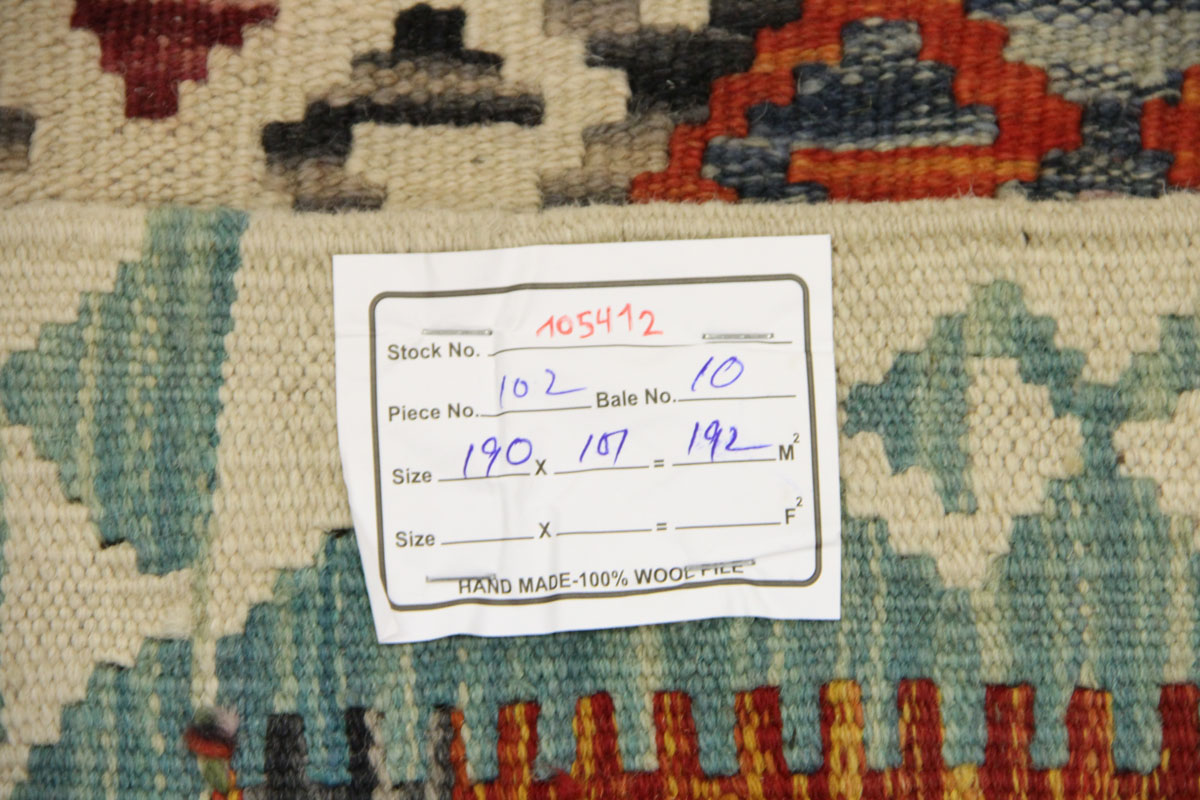 Stock No. 105412
Piece No. 102 Bale No. 10
Size 190 X 101 = 192 M²
Size X = F²
HAND MADE-100% WOOL PILE